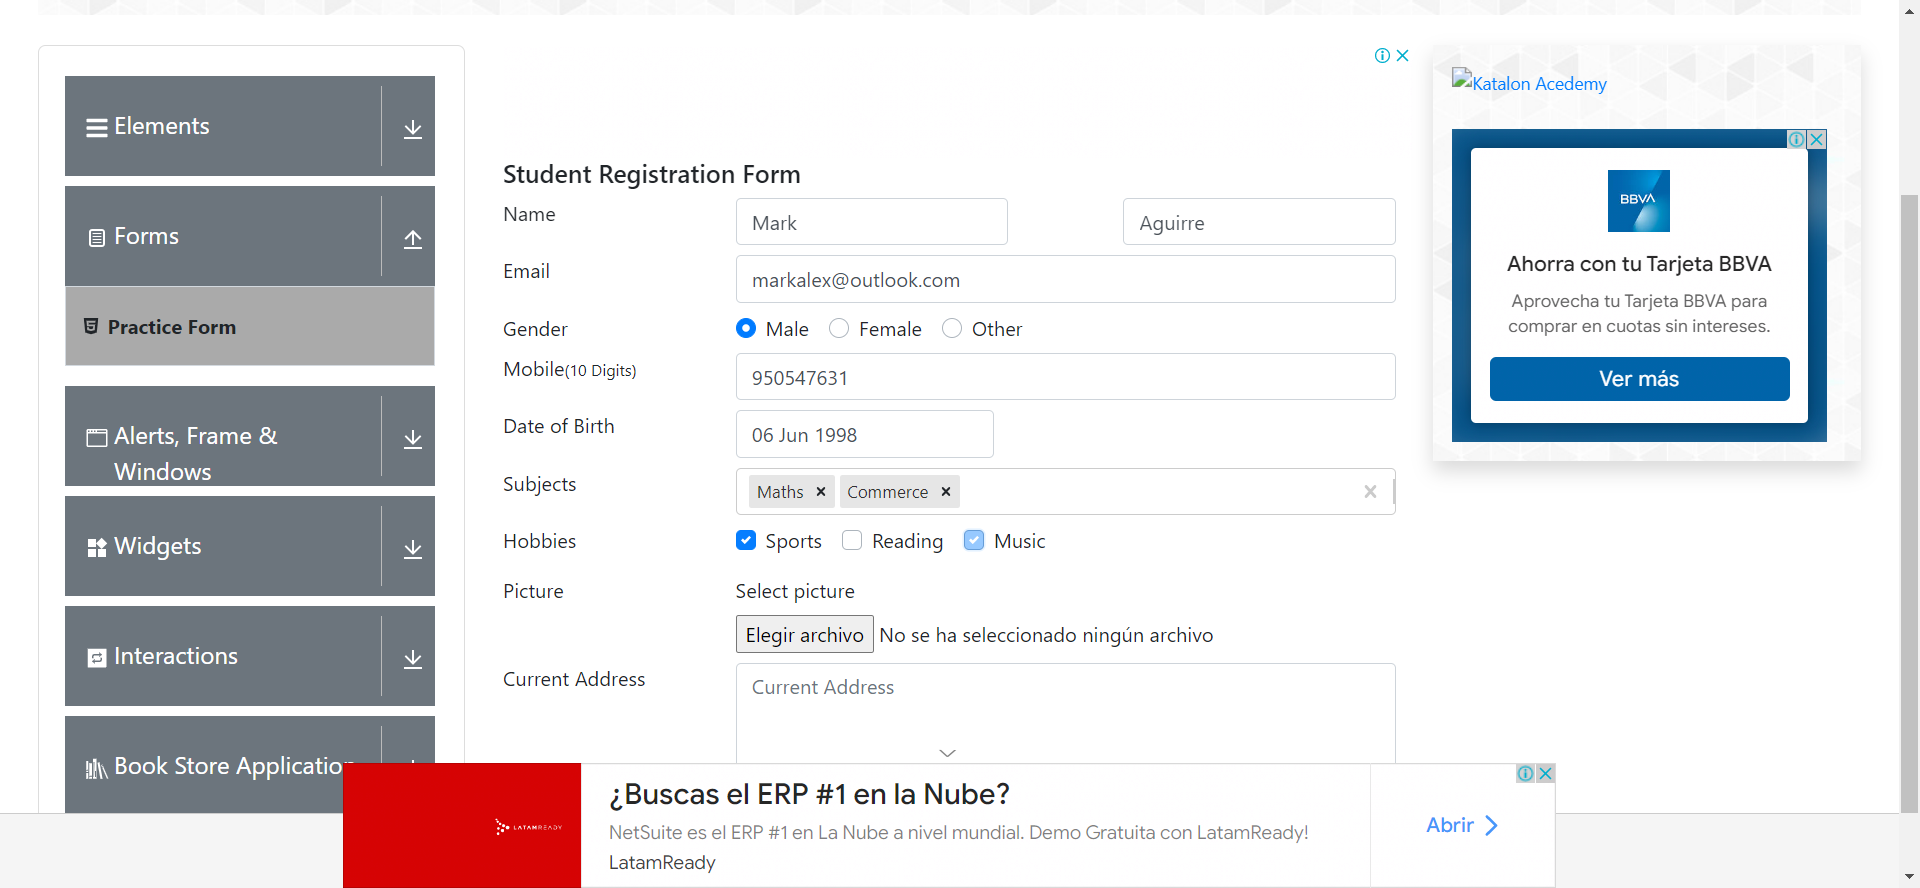 Elements
Forms
Practice Form
Alerts, Frame &
Windows
Widgets
Interactions
Book Store Application
Student Registration Form
Name
Mark
Aguirre
Email
markalex@outlook.com
Gender
Male
Female
Other
Mobile(10 Digits)
950547631
Date of Birth
06 Jun 1998
Subjects
Maths
Commerce
Hobbies
Sports
Reading
Music
Picture
Select picture
Elegir archivo No se ha seleccionado ningún archivo
Current Address
Current Address
Katalon Acedemy
BBVA
Ahorra con tu Tarjeta BBVA
Aprovecha tu Tarjeta BBVA para
comprar en cuotas sin intereses.
Ver más
LATAMREADY
¿Buscas el ERP #1 en la Nube?
NetSuite es el ERP #1 en La Nube a nivel mundial. Demo Gratuita con LatamReady!
LatamReady
Abrir